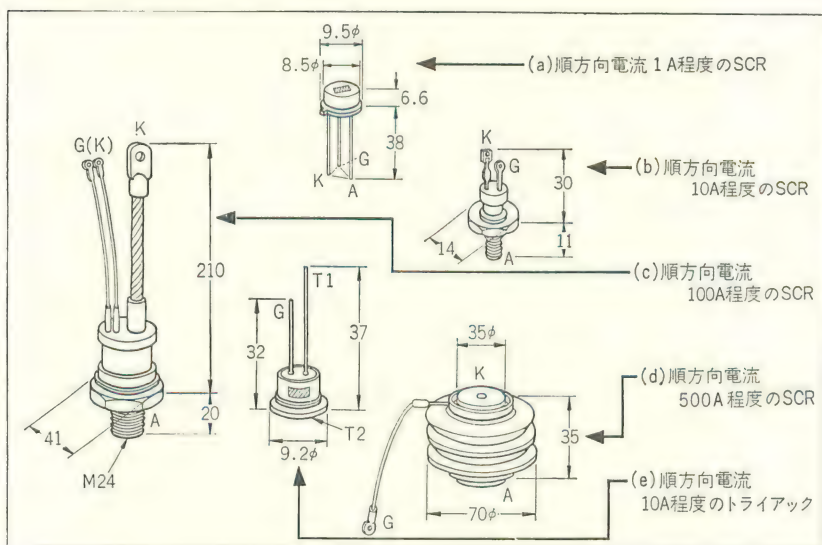 9.5φ
8.5φ
6.6
38
G
K
A
(a)順方向電流1A程度のSCR
K
G
30
14
11
A
(b)順方向電流
10A程度のSCR
K
G(K)
210
20
41
A
M24
(c)順方向電流
100A程度のSCR
T1
G
37
32
T2
9.2φ
35φ
K
35
A
G
70φ
(d)順方向電流
500A程度のSCR
(e)順方向電流
10A程度のトライアック